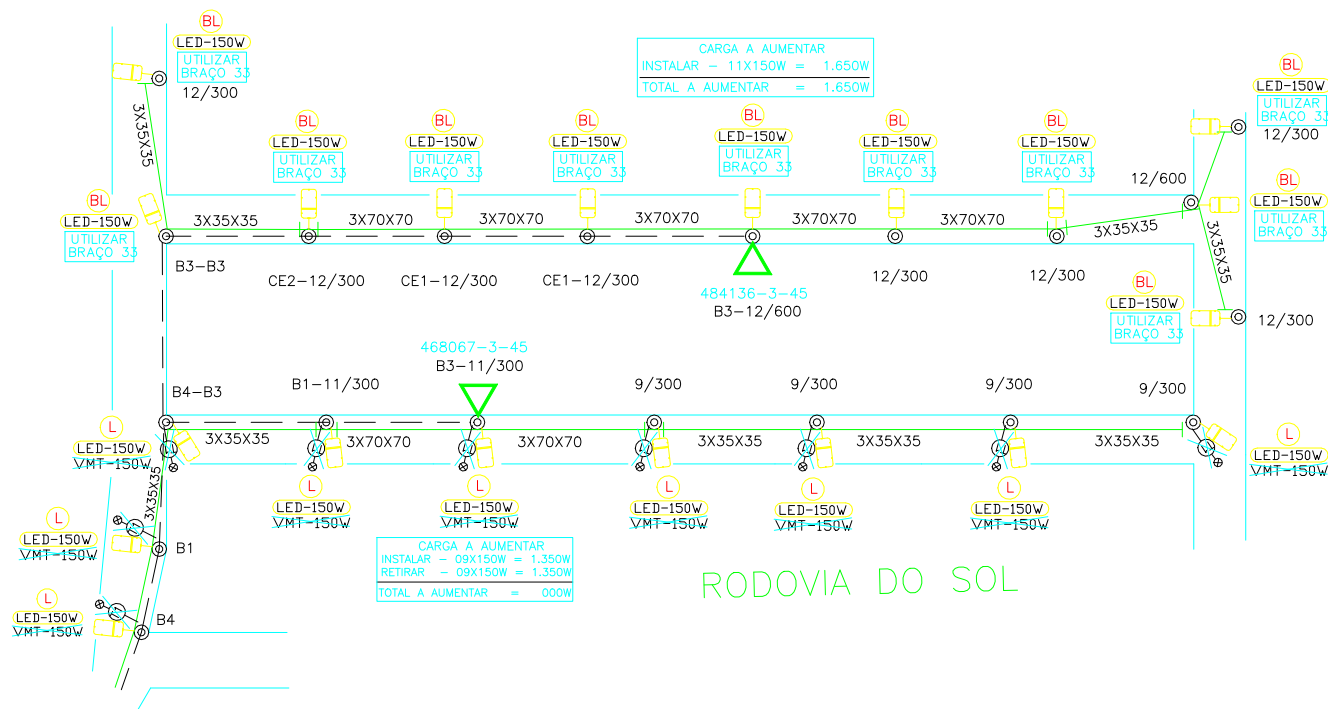 BL
LED-150W
UTILIZAR
BRAÇO 33
12/300
3X35X35
CARGA A AUMENTAR
INSTALAR - 11X150W = 1.650W
TOTAL A AUMENTAR = 1.650W
BL
LED-150W
UTILIZAR
BRAÇO 33
12/300
BL
LED-150W
UTILIZAR
BRAÇO 33
BL
LED-150W
UTILIZAR
BRAÇO 33
BL
LED-150W
UTILIZAR
BRAÇO 33
BL
LED-150W
UTILIZAR
BRAÇO 33
BL
LED-150W
UTILIZAR
BRAÇO 33
BL
LED-150W
UTILIZAR
BRAÇO 33
12/600
BL
LED-150W
UTILIZAR
BRAÇO 33
BL
LED-150W
UTILIZAR
BRAÇO 33
3X35X35
3X70X70
3X70X70
3X70X70
3X70X70
3X70X70
3X35X35
3X35X35
B3-B3
CE2-12/300
CE1-12/300
CE1-12/300
484136-3-45
B3-12/600
12/300
12/300
BL
LED-150W
UTILIZAR
BRAÇO 33
12/300
468067-3-45
B3-11/300
B4-B3
B1-11/300
9/300
9/300
9/300
9/300
3X35X35
3X70X70
3X70X70
3X35X35
3X35X35
3X35X35
L
LED-150W
VMT-150W
3X35X35
L
LED-150W
VMT-150W
L
LED-150W
VMT-150W
L
LED-150W
VMT-150W
L
LED-150W
VMT-150W
L
LED-150W
VMT-150W
L
LED-150W
VMT-150W
L
LED-150W
VMT-150W
B1
L
LED-150W
VMT-150W
B4
CARGA A AUMENTAR
INSTALAR - 09X150W = 1.350W
RETIRAR - 09X150W = 1.350W
TOTAL A AUMENTAR = 000W
RODOVIA DO SOL